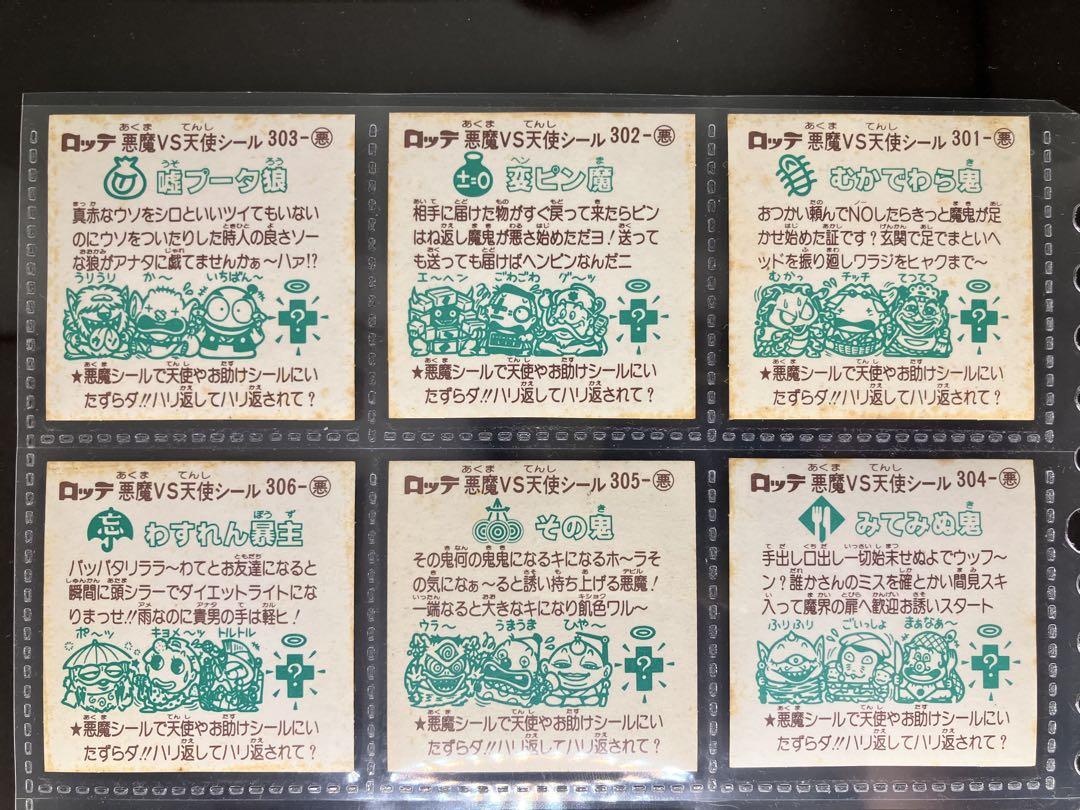 ロッテ 悪魔VS天使シール 303-悪
嘘プータ狼
真赤なウソをシロといいツイてもいない
のにウソをついたりした時人の良さソー
な狼がアナタに戯てませんかぁ〜ハァ!?
うりうり か〜 いちばん〜
?
★悪魔シールで天使やお助けシールにい
たずらダ!!ハリ返してハリ返されて?
ロッテ 悪魔VS天使シール 302-悪
±=0
変ピン魔
相手に届けた物がすぐ戻って来たらピン
はね返し魔鬼が悪さ始めただヨ!送って
も送っても届けばヘンピンなんだニ
エ〜ヘン ごわごわ グ〜ッ
?
★悪魔シールで天使やお助けシールにい
たずらダ!!ハリ返してハリ返されて?
ロッテ 悪魔VS天使シール 301-悪
むかでわら鬼
おつかい頼んでNOしたらきっと魔鬼が足
かせ始めた証です?玄関で足でまといヘ
ッドを振り廻しワラジをヒャクまで〜
むかっ チッチ てってっ
?
★悪魔シールで天使やお助けシールにい
たずらダ!!ハリ返してハリ返されて?
ロッテ 悪魔VS天使シール 306-悪
忘
わすれん暴主
パッパタリララ〜わてとお友達になると
瞬間に頭シラーでダイエットライトにな
りまっせ!!雨なのに貴男の手は軽ヒ!
ポ〜ッ キョメ〜ッ トルトル
?
★悪魔シールで天使やお助けシールにい
たずらダ!!ハリ返してハリ返されて?
ロッテ 悪魔VS天使シール 305-悪
その鬼
その鬼何の鬼鬼になるキになるホ〜ラそ
の気になぁ〜ると誘い持ち上げる悪魔!
一端なると大きなキになり飢色ワル〜
ウラ〜 うまうま ひや〜
?
★悪魔シールで天使やお助けシールにい
たずらダ!!ハリ返してハリ返されて?
ロッテ 悪魔VS天使シール 304-悪
みてみぬ鬼
手出し口出し一切始末せぬよでウッフ〜
ン?誰かさんのミスを確とかい間見スキ
入って魔界の扉へ歓迎お誘いスタート
ふりふり ごいっしょ まぁなぁ〜
?
★悪魔シールで天使やお助けシールにい
たずらダ!!ハリ返してハリ返されて?